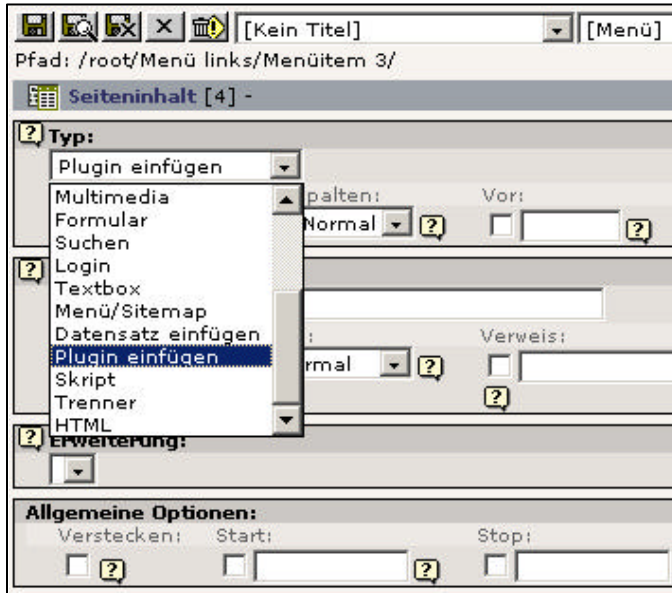 [Kein Titel] [Menü]
Pfad: /root/Menü links/Menüitem 3/
Seiteninhalt [4] -
Typ:
Plugin einfügen
palten: Vor:
Normal
Multimedia
Formular
Suchen
Login
Textbox
Menü/Sitemap
Datensatz einfügen
Plugin einfügen
Skript
Trenner
HTML
: Verweis:
rmal
Erweiterung:
Allgemeine Optionen:
Verstecken: Start: Stop: